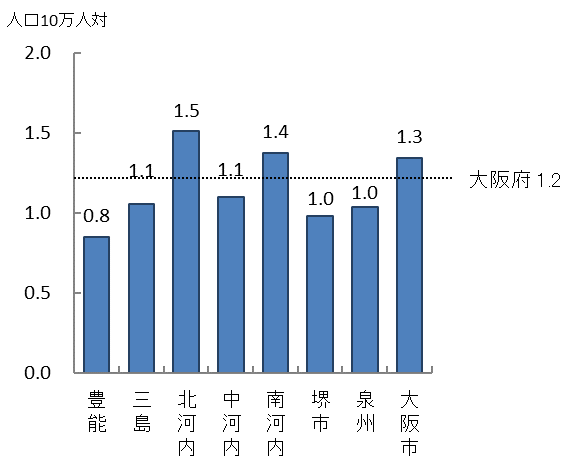 人口10万人対
2.0
1.5
1.0
0.5
0.0
0.8
1.1
1.5
1.1
1.4
1.0
1.0
1.3
大阪府 1.2
豊能
三島
北河内
中河内
南河内
堺市
泉州
大阪市